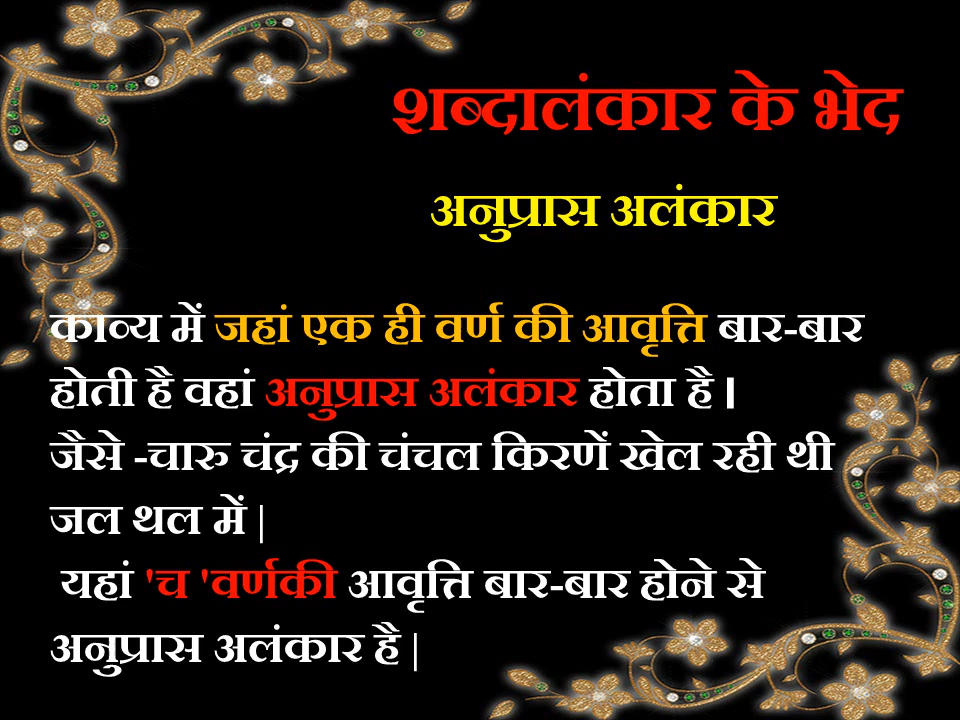 शब्दालंकार के भेद
अनुप्रास अलंकार
काव्य में जहां एक ही वर्ण की आवृत्ति बार-बार
होती है वहां अनुप्रास अलंकार होता है ।
जैसे -चारु चंद्र की चंचल किरणें खेल रही थी
जल थल में |
यहां 'च 'वर्णकी आवृत्ति बार-बार होने से
अनुप्रास अलंकार है |